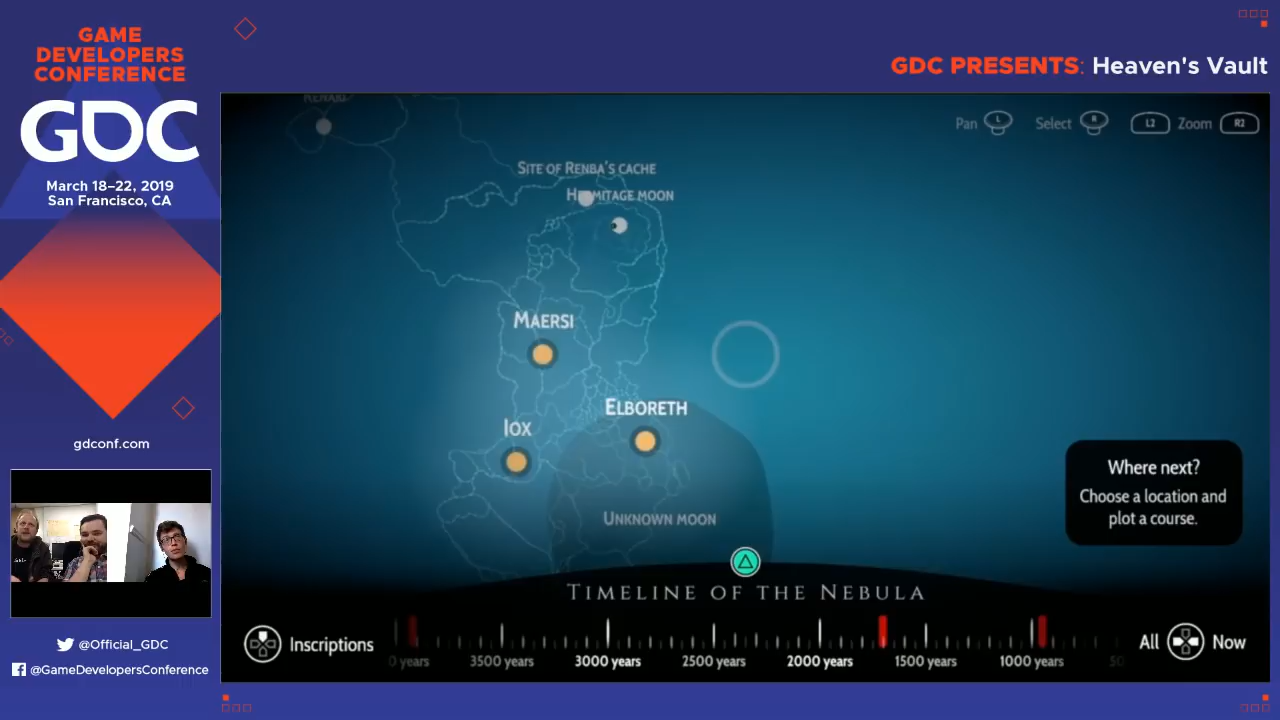 GAME
DEVELOPERS
CONFERENCE
GDC
March 18–22, 2019
San Francisco, CA
gdconf.com
@Official_GDC
@GameDevelopersConference
GDC PRESENTS: Heaven's Vault
Pan L Select R L2 Zoom R2
RENAKI
SITE OF RENBA'S CACHE
HERMITAGE MOON
MAERSI
ELBORETH
IOX
UNKNOWN MOON
Where next?
Choose a location and
plot a course.
TIMELINE OF THE NEBULA
Inscriptions
All Now
0 years 3500 years 3000 years 2500 years 2000 years 1500 years 1000 years